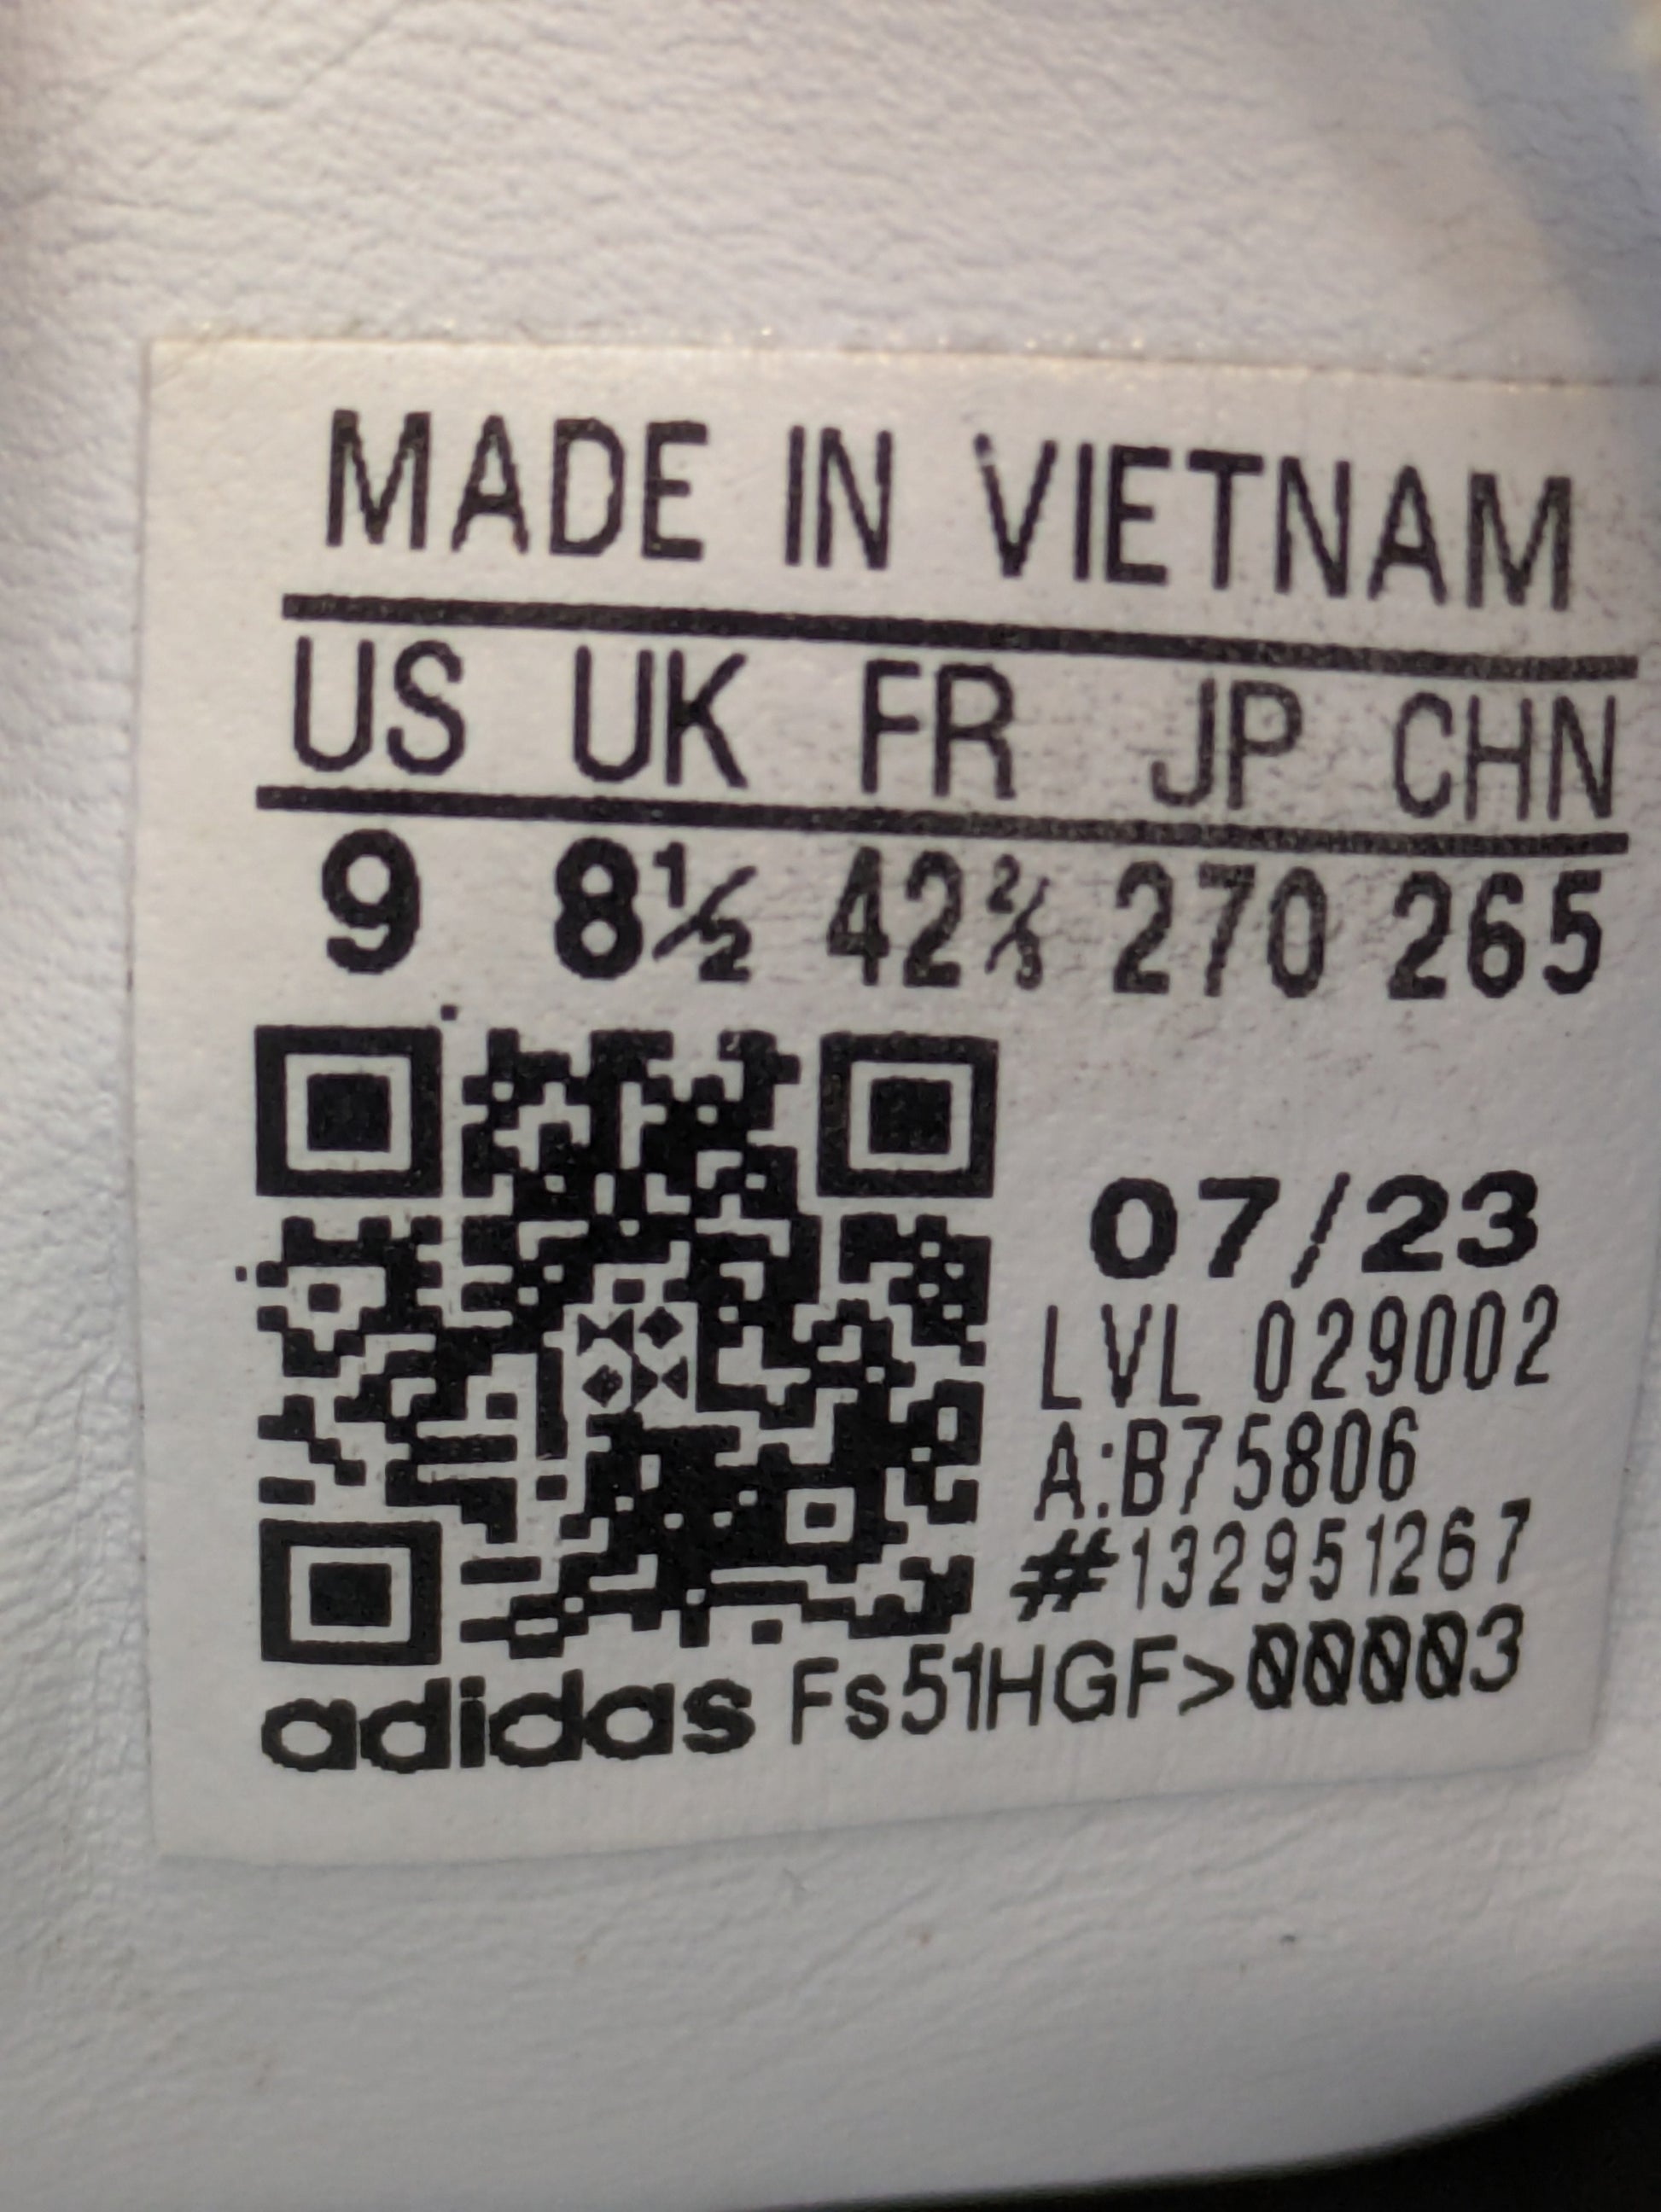 MADE IN VIETNAM
US UK FR JP CHN
9 8½ 42⅔ 270 265
07/23
LVL 029002
A:B75806
#132951267
adidas Fs51HGF>00003